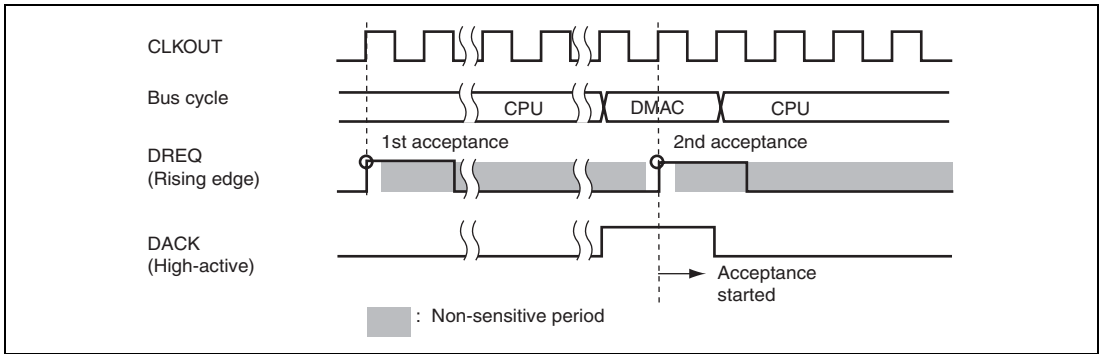 CLKOUT
Bus cycle
CPU
DMAC
CPU
1st acceptance
2nd acceptance
DREQ
(Rising edge)
DACK
(High-active)
Acceptance
started
: Non-sensitive period